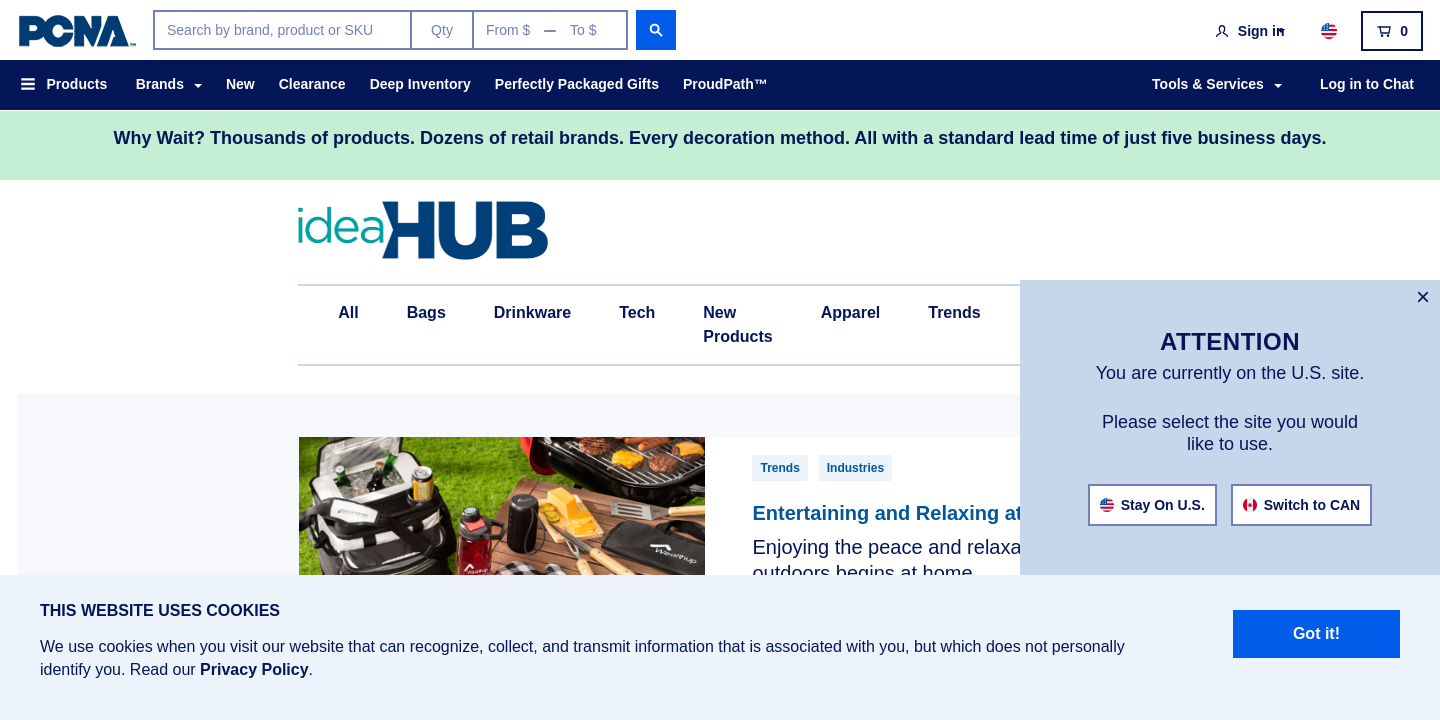 PCNA™
Search by brand, product or SKU
Qty
From $
To $
Sign in
0
Products
Brands
New
Clearance
Deep Inventory
Perfectly Packaged Gifts
ProudPath™
Tools & Services
Log in to Chat
Why Wait? Thousands of products. Dozens of retail brands. Every decoration method. All with a standard lead time of just five business days.
ideaHUB
All
Bags
Drinkware
Tech
New
Products
Apparel
Trends
×
ATTENTION
You are currently on the U.S. site.
Please select the site you would
like to use.
Stay On U.S.
Switch to CAN
Trends
Industries
Entertaining and Relaxing at
Enjoying the peace and relaxa
outdoors begins at home
Wealthup
Wealthup
THIS WEBSITE USES COOKIES
We use cookies when you visit our website that can recognize, collect, and transmit information that is associated with you, but which does not personally
identify you. Read our Privacy Policy.
Got it!